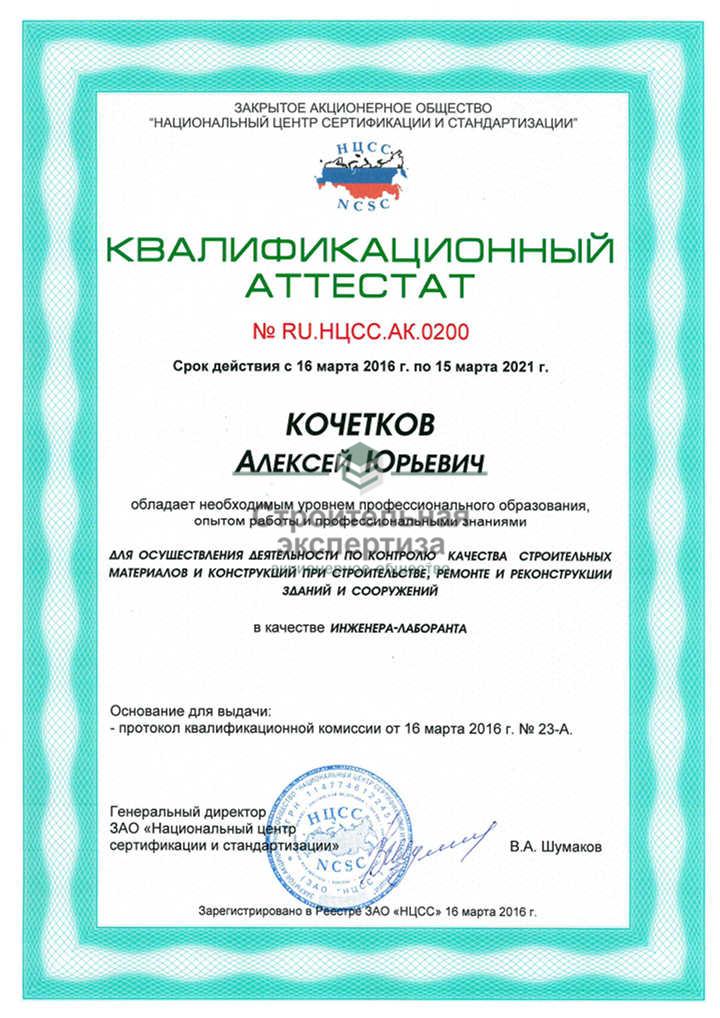 ЗАКРЫТОЕ АКЦИОНЕРНОЕ ОБЩЕСТВО
"НАЦИОНАЛЬНЫЙ ЦЕНТР СЕРТИФИКАЦИИ И СТАНДАРТИЗАЦИИ"
НЦСС
NCSC
КВАЛИФИКАЦИОННЫЙ
АТТЕСТАТ
№ RU.НЦСС.АК.0200
Срок действия с 16 марта 2016 г. по 15 марта 2021 г.
КОЧЕТКОВ
АЛЕКСЕЙ ЮРЬЕВИЧ
обладает необходимым уровнем профессионального образования,
Строительная
опытом работы и профессиональными знаниями
экспертиза
ДЛЯ ОСУЩЕСТВЛЕНИЯ ДЕЯТЕЛЬНОСТИ ПО КОНТРОЛЮ КАЧЕСТВА СТРОИТЕЛЬНЫХ
акционерное общество
МАТЕРИАЛОВ И КОНСТРУКЦИЙ ПРИ СТРОИТЕЛЬСТВЕ, РЕМОНТЕ И РЕКОНСТРУКЦИИ
ЗДАНИЙ И СООРУЖЕНИЙ
в качестве ИНЖЕНЕРА-ЛАБОРАНТА
Основание для выдачи:
- протокол квалификационной комиссии от 16 марта 2016 г. № 23-А.
Генеральный директор
ЗАО «Национальный центр
сертификации и стандартизации»
В.А. Шумаков
НЦСС
NCSC
(ЗАО "НЦСС")
Зарегистрировано в Реестре ЗАО «НЦСС» 16 марта 2016 г.